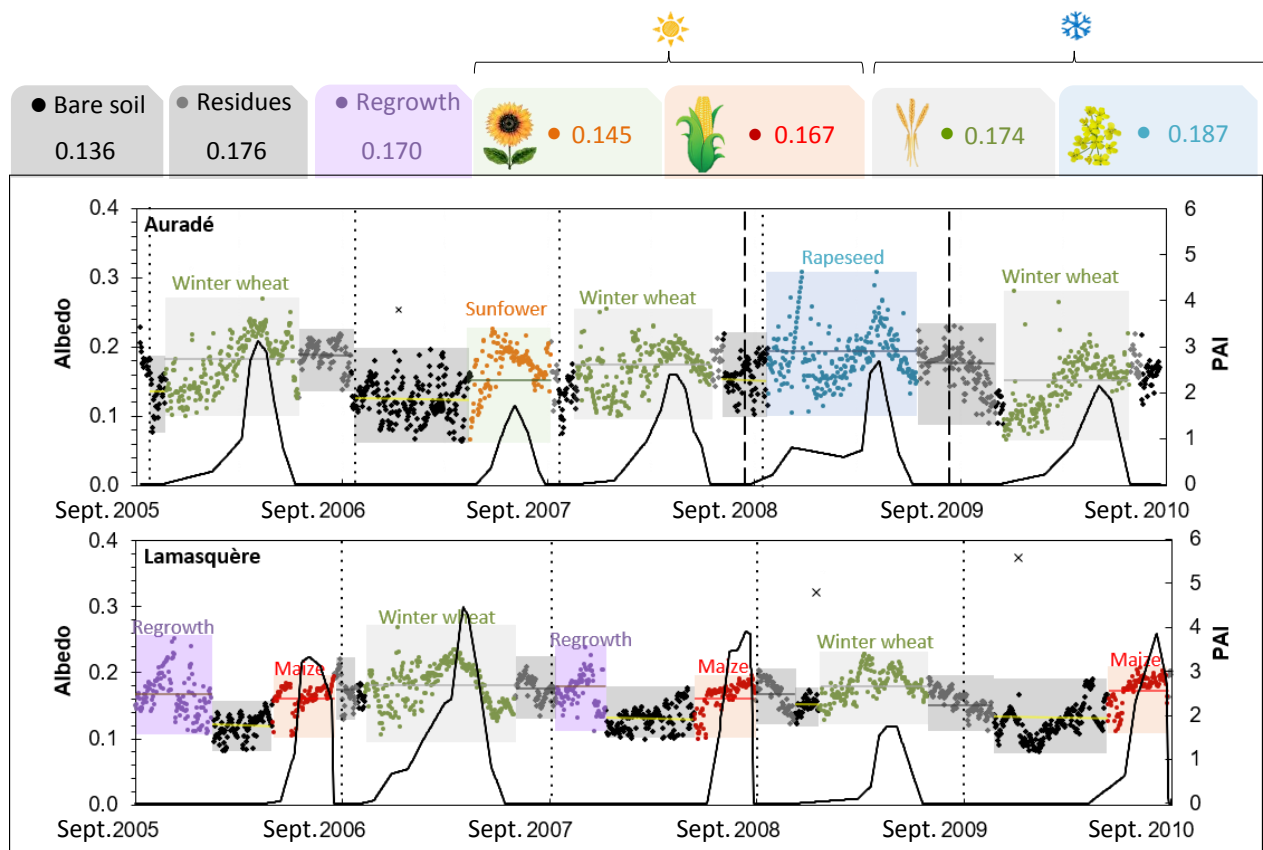 ● Bare soil
0.136
● Residues
0.176
● Regrowth
0.170
● 0.145
● 0.167
● 0.174
● 0.187
Auradé
Albedo
PAI
0.4
0.3
0.2
0.1
0.0
6
5
4
3
2
1
0
Winter wheat
Sunfower
Winter wheat
Rapeseed
Winter wheat
Sept. 2005
Sept. 2006
Sept. 2007
Sept. 2008
Sept. 2009
Sept. 2010
Lamasquère
Albedo
PAI
0.4
0.3
0.2
0.1
0.0
6
5
4
3
2
1
0
Regrowth
Maize
Winter wheat
Regrowth
Maize
Winter wheat
Maize
Sept. 2005
Sept. 2006
Sept. 2007
Sept. 2008
Sept. 2009
Sept. 2010